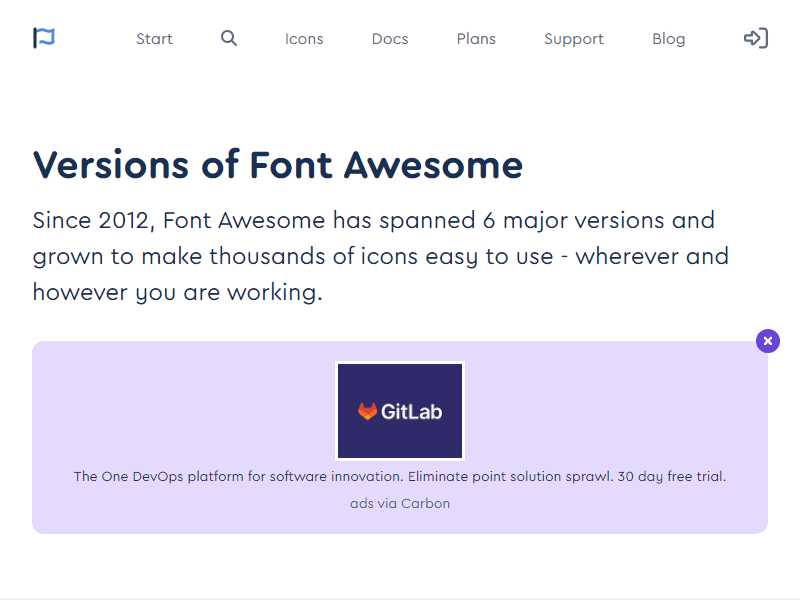 Start
Icons
Docs
Plans
Support
Blog
Versions of Font Awesome
Since 2012, Font Awesome has spanned 6 major versions and
grown to make thousands of icons easy to use - wherever and
however you are working.
GitLab
The One DevOps platform for software innovation. Eliminate point solution sprawl. 30 day free trial.
ads via Carbon